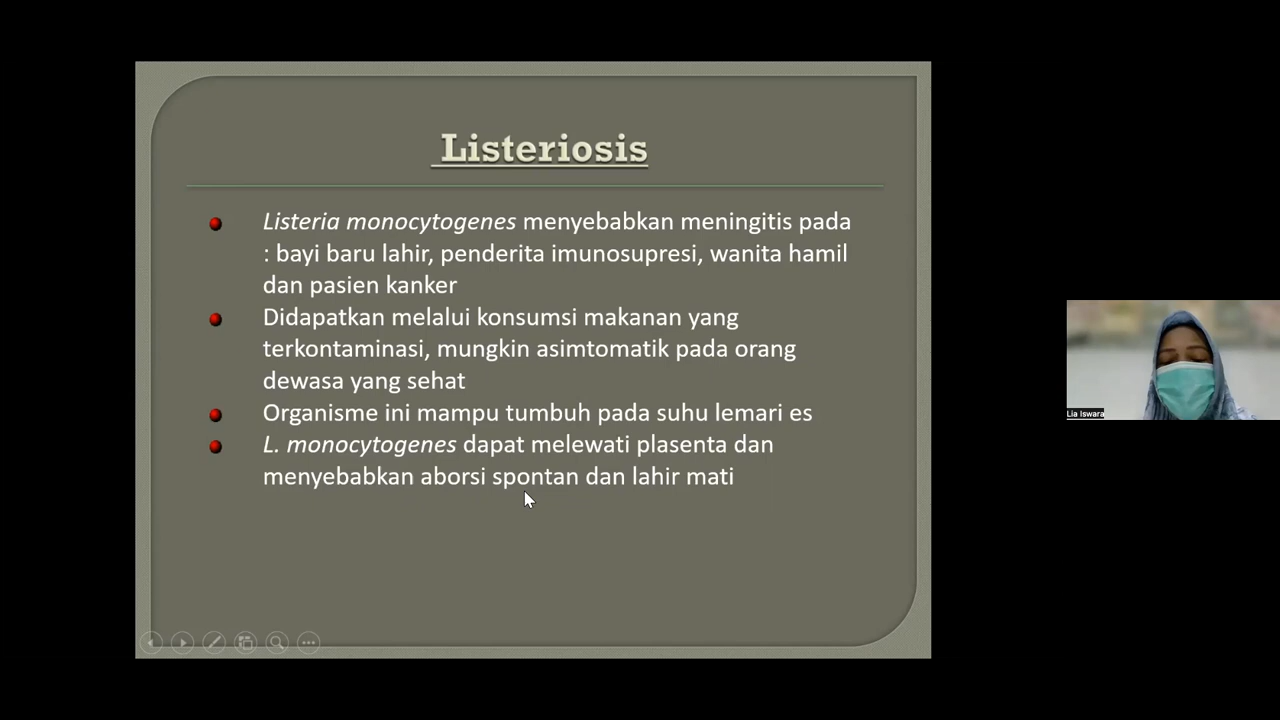 Listeriosis
Listeria monocytogenes menyebabkan meningitis pada
: bayi baru lahir, penderita imunosupresi, wanita hamil
dan pasien kanker
Didapatkan melalui konsumsi makanan yang
terkontaminasi, mungkin asimtomatik pada orang
dewasa yang sehat
Organisme ini mampu tumbuh pada suhu lemari es
L. monocytogenes dapat melewati plasenta dan
menyebabkan aborsi spontan dan lahir mati
Lia Iswara